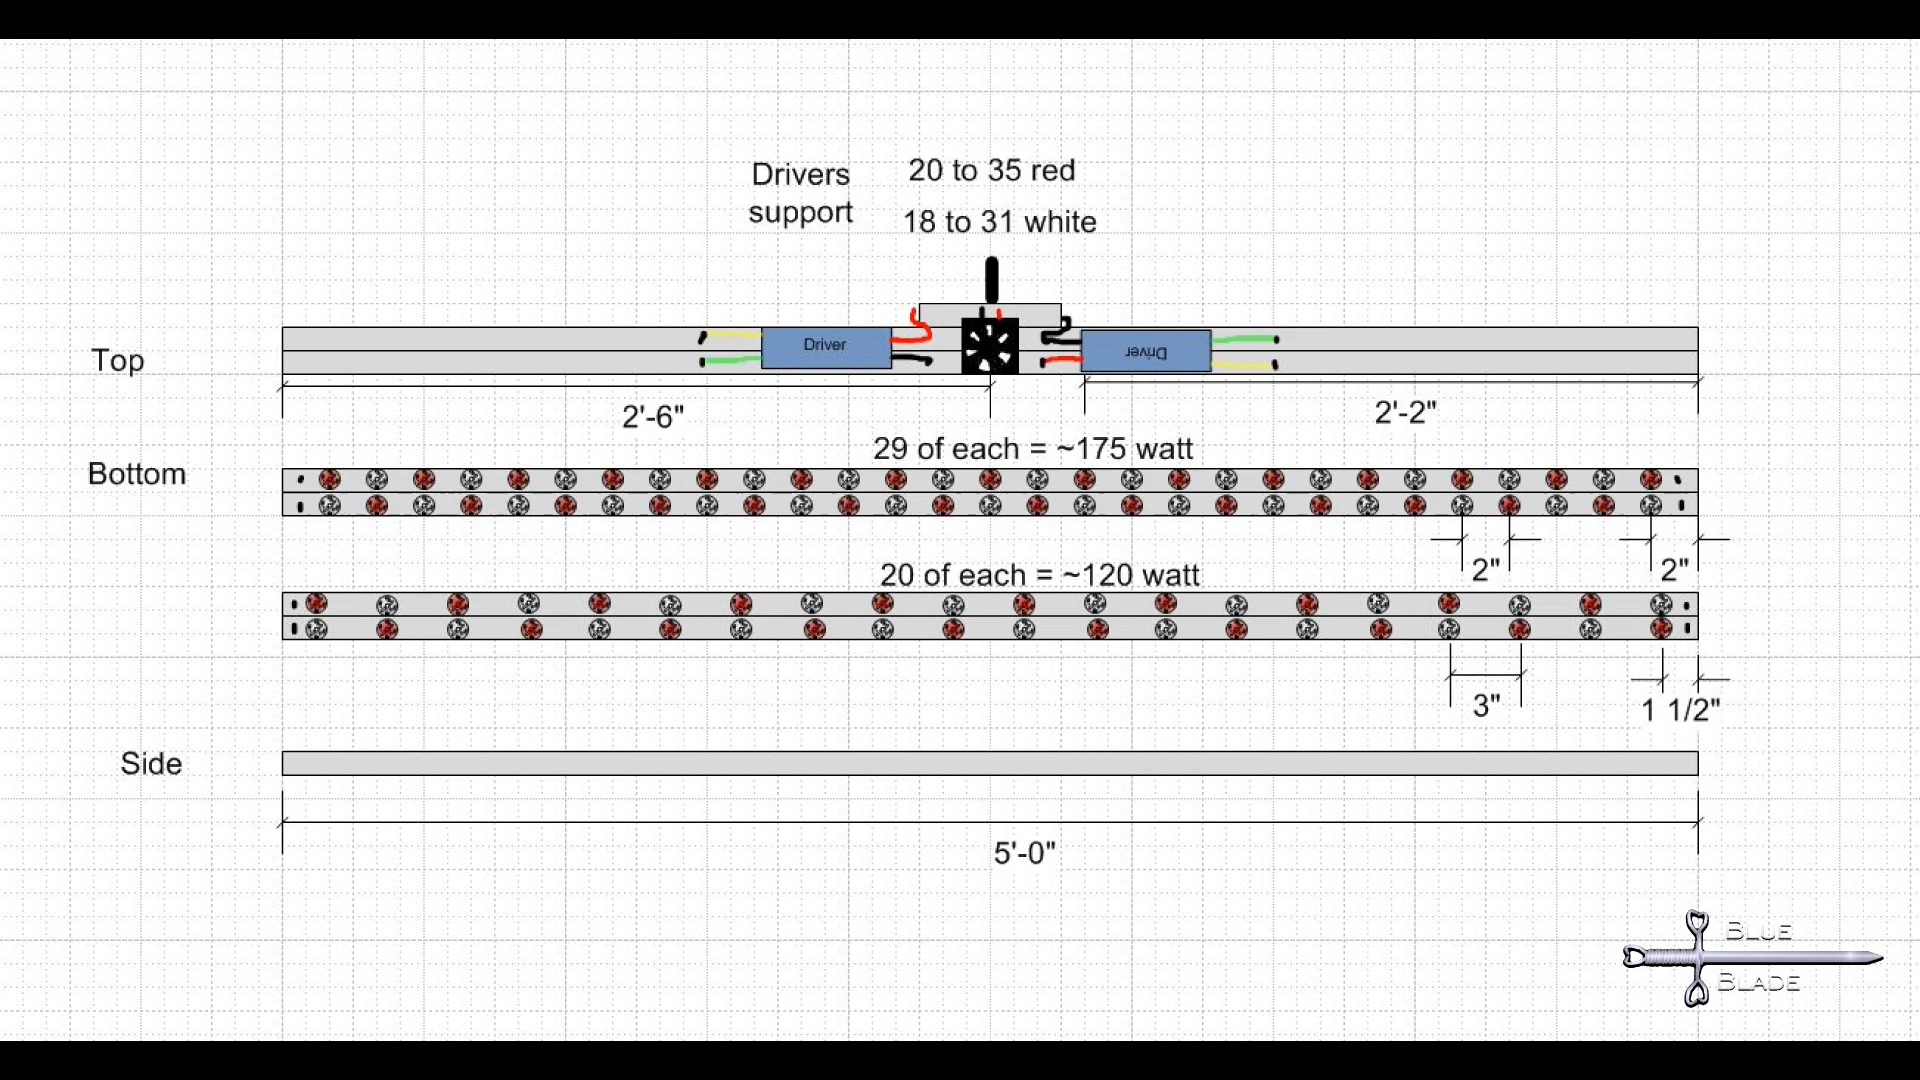 Drivers
support
20 to 35 red
18 to 31 white
Top
Driver
Driver
2'-6"
2'-2"
29 of each = ~175 watt
Bottom
2"
2"
20 of each = ~120 watt
3"
1 1/2"
Side
5'-0"
BLUE
BLADE